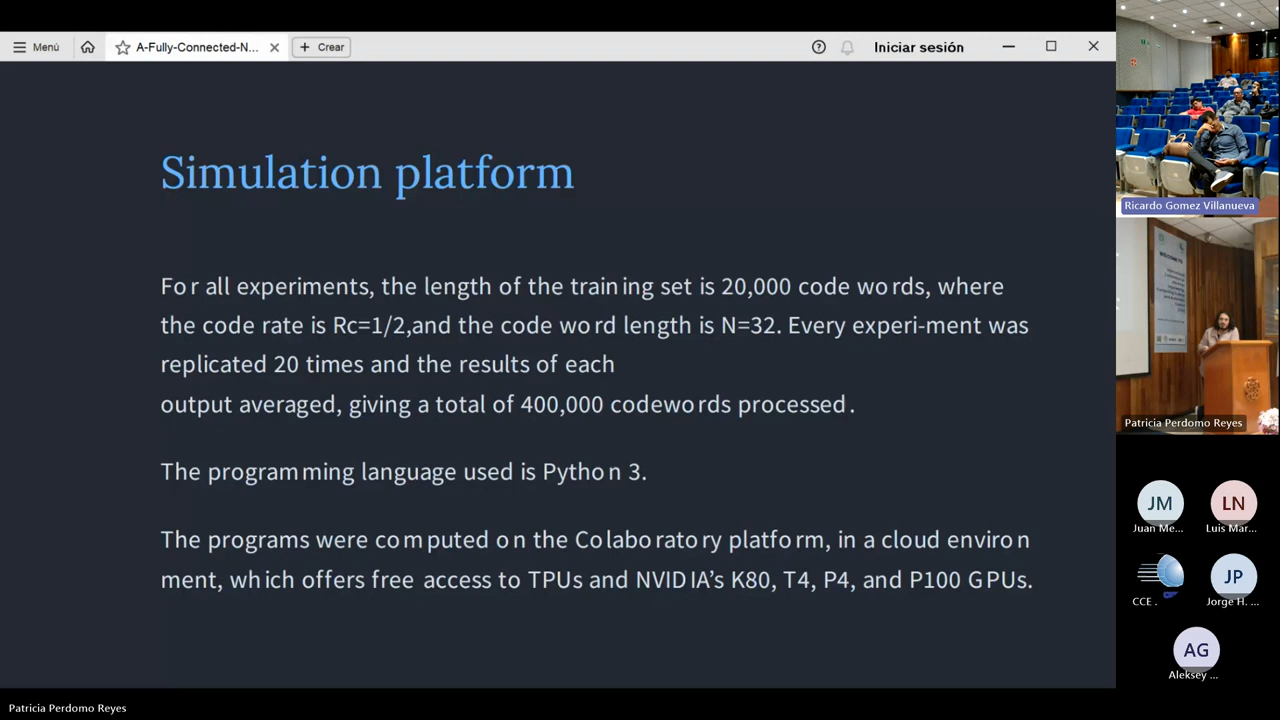 Menú
A-Fully-Connected-N...
Crear
Iniciar sesión
Simulation platform
For all experiments, the length of the training set is 20,000 code words, where
the code rate is Rc=1/2,and the code word length is N=32. Every experi-ment was
replicated 20 times and the results of each
output averaged, giving a total of 400,000 codewords processed.
The programming language used is Python 3.
The programs were computed on the Colaboratory platform, in a cloud environ
ment, which offers free access to TPUs and NVIDIA’s K80, T4, P4, and P100 GPUs.
Ricardo Gomez Villanueva
WELCOME TO
Patricia Perdomo Reyes
JM
Juan Me...
LN
Luis Mar...
CCE .
JP
Jorge H. ...
AG
Aleksey ...
Patricia Perdomo Reyes